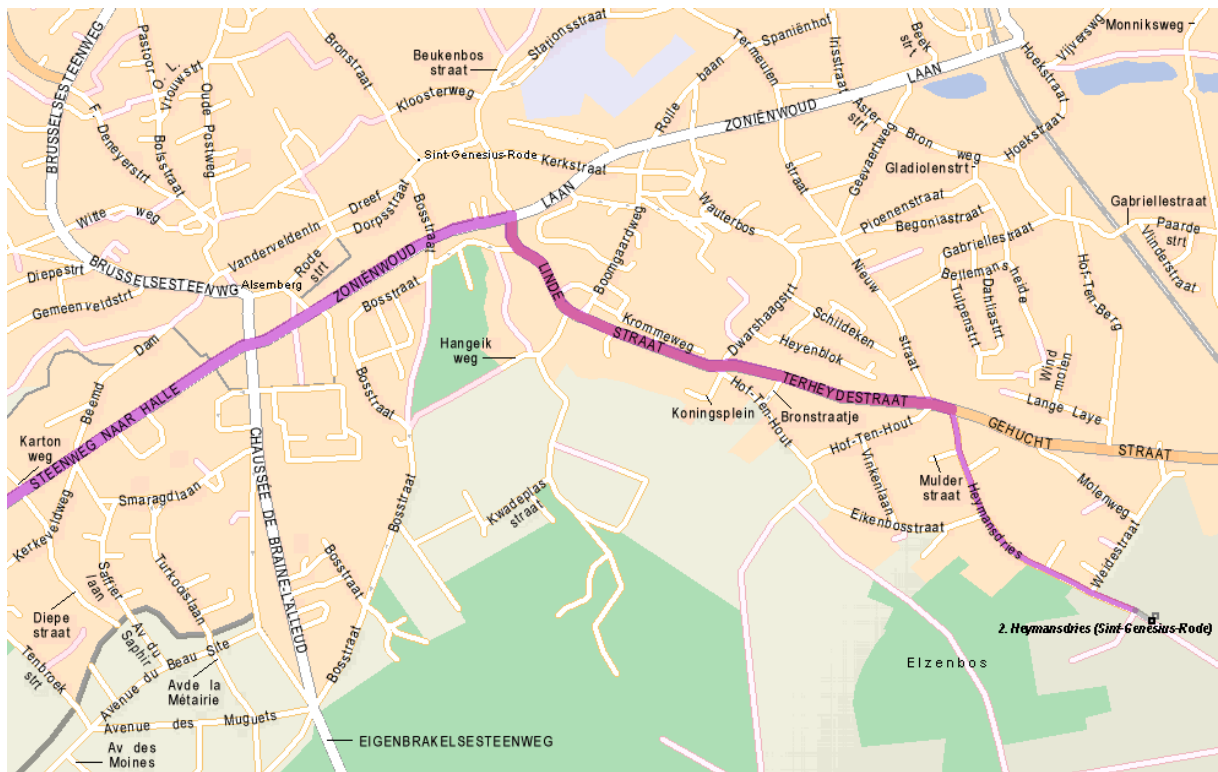 BRUSSELSESTEENWEG
Pastoor
Bolsstraat
O. L.
Vrouwstrt
Oude Postweg
F. Deneyerstrt
Bronstraat
Beukenbos
straat
Stationsstraat
Kloosterweg
Rolle
baan
Termeulen
straat
Spaniënhof
Irisstraat
Beek
strt
LAAN
Hoekstraat
Vijversweg
Monniksweg
ZONIËNWOUD
Aster
strt
Bron
weg
Hoekstraat
Gladiolenstrt
Gevaertweg
Sint-Genesius-Rode
Kerkstraat
LAAN
Witte weg
Vanderveldenln
Dreef
Dorpsstraat
Bosstraat
Rode
strt
Wauterbos
Boomgaardweg
Pioenenstraat
Begoniastraat
Gabriellestraat
Gabriellestraat
Paarde
strt
Vlinderstraat
Diepestrt
BRUSSELSESTEENWG
Gemeenveldstrt
Alsemberg
ZONIËNWOUD
Bosstraat
LINDE
STRAAT
Krommeweg
Dwarshaagstrt
Nieuw
straat
Schildeken
Heyenblok
Bellemans
heide
Tulpenstrt
Dahliastrt
Hof-Ten-Berg
Wind
molen
Lange Laye
Hangeik
weg
Beemd
Dam
Bosstraat
TERHEYDESTRAAT
Koningsplein
Bronstraatje
Hof-Ten-Hout
Hof-Ten-Hout
GEHUCHT
STRAAT
Karton
weg
STEENWEG NAAR HALLE
CHAUSSÉE DE BRAINE-L'ALLEUD
Smaragdlaan
Kerkeveldweg
Bosstraat
Kwadeplas
straat
Vinkenlaan
Mulder
straat
Eikenbosstraat
Heymansdries
Molenweg
Weidestraat
Saffier
laan
Turkooslaan
Bosstraat
Diepe
straat
Av du
Saphir
Avenue du Beau Site
Tenbroek
strt
Avde la
Métairie
Bosstraat
Avenue des Muguets
Av des
Moines
EIGENBRAKELSESTEENWEG
Elzenbos
2. Heymansdries (Sint-Genesius-Rode)